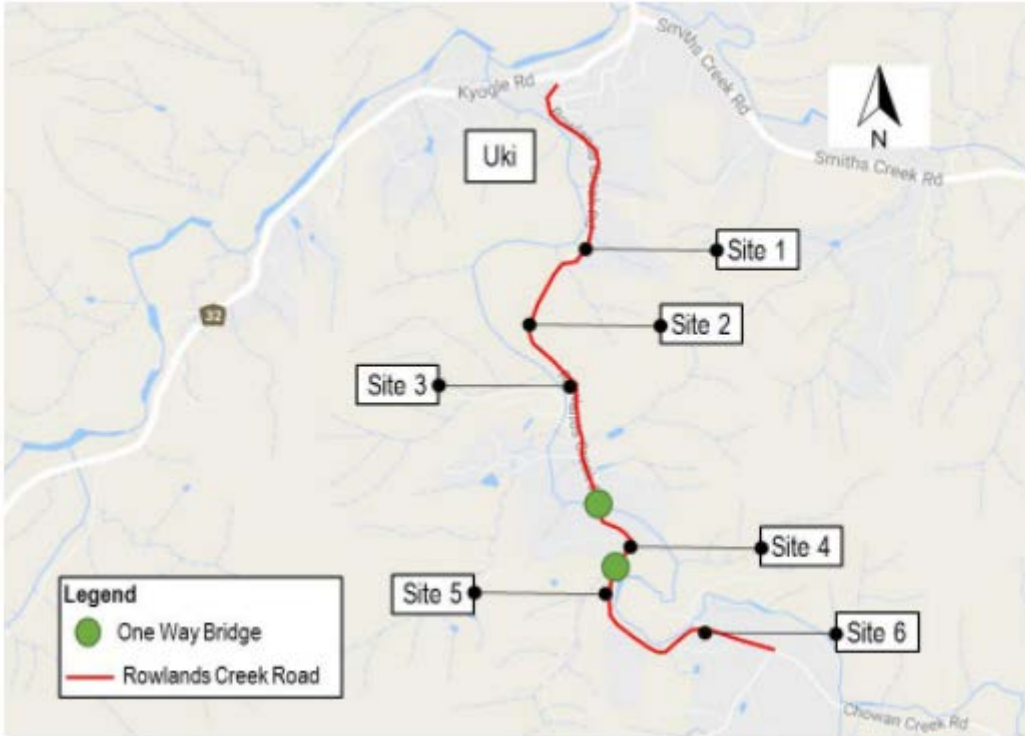 Smiths Creek Rd
Kyogle Rd
N
Uki
Smiths Creek Rd
Site 1
32
Site 2
Site 3
Site 4
Site 5
Site 6
Legend
One Way Bridge
Rowlands Creek Road
Chowan Creek Rd